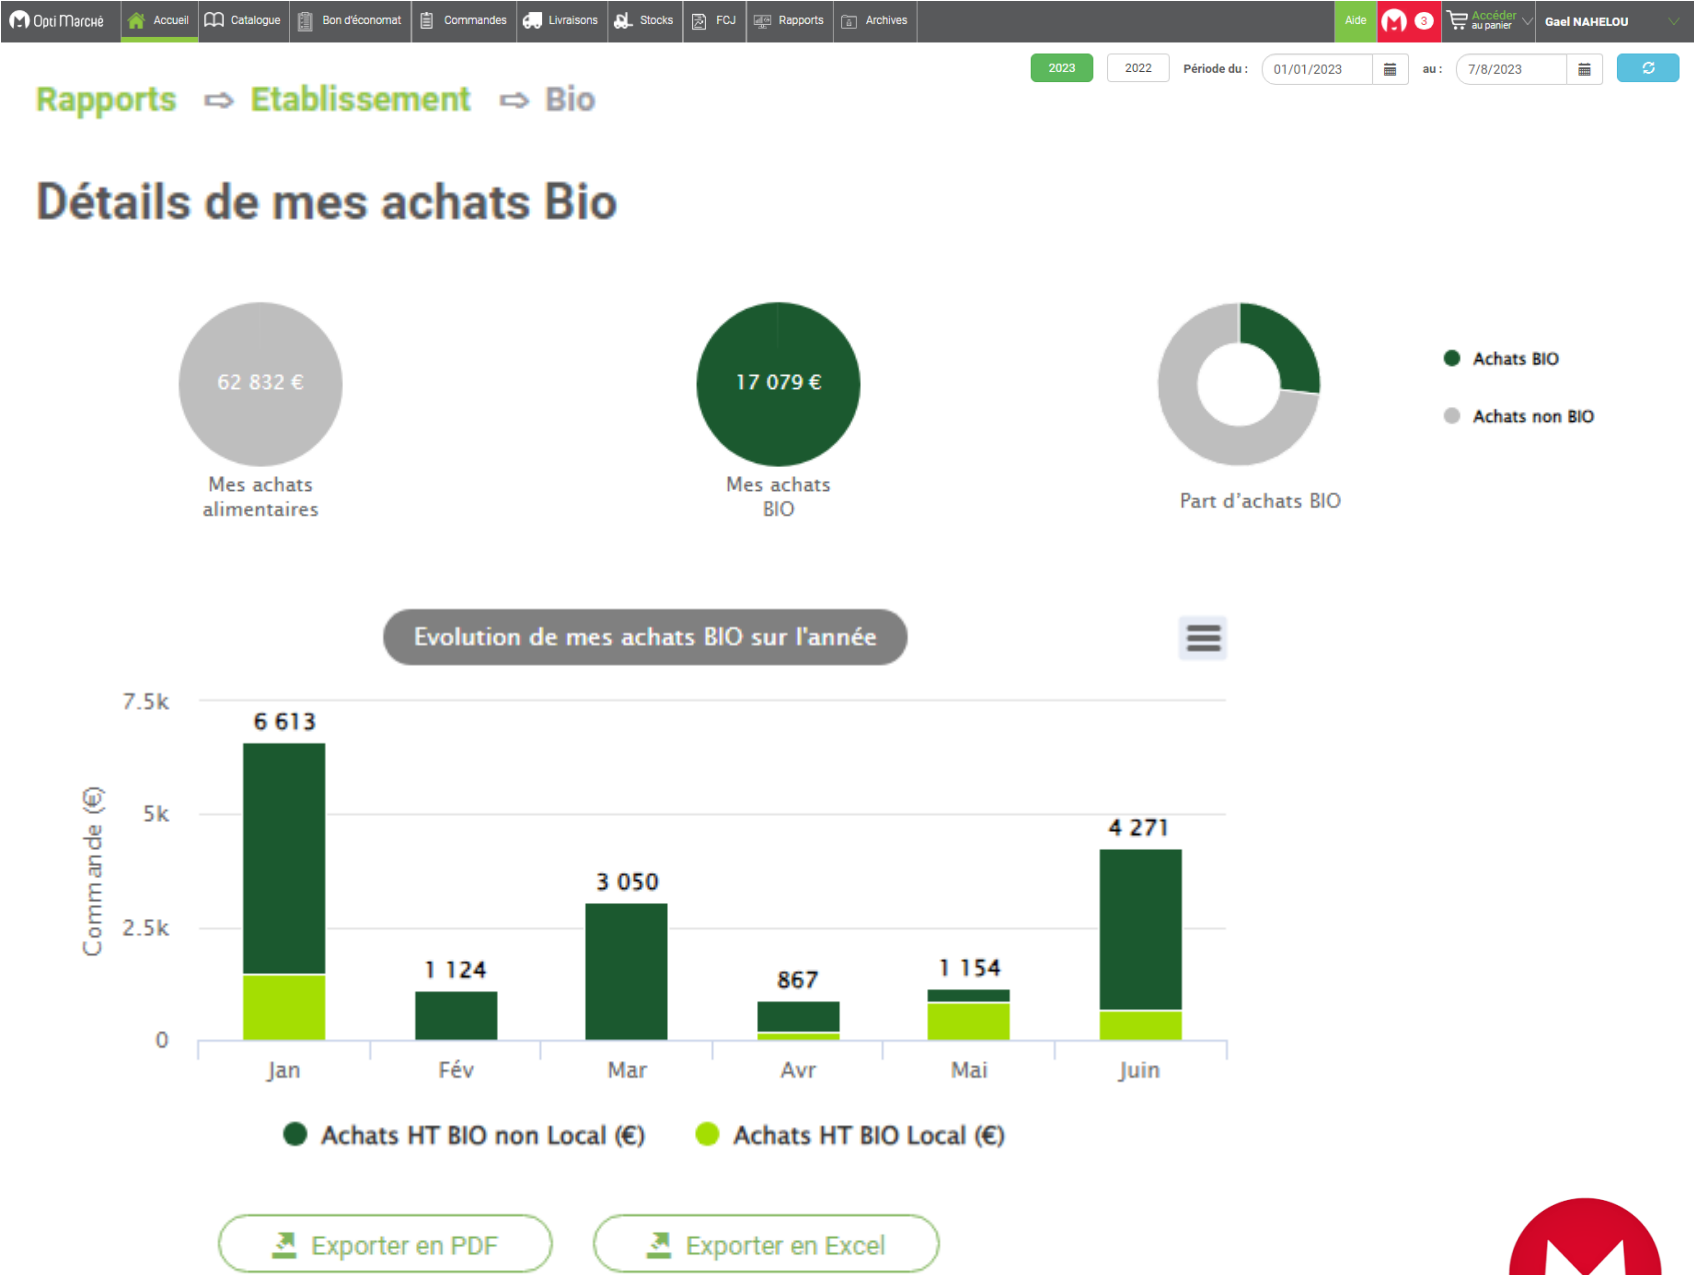 Opti Marché Accueil Catalogue Bon d'économat Commandes Livraisons Stocks FCJ Rapports Archives Aide 3 Accéder au panier Gael NAHELOU
2023 2022 Période du : 01/01/2023 au : 7/8/2023
Rapports ⇨ Etablissement ⇨ Bio
Détails de mes achats Bio
62 832 €
Mes achats
alimentaires
17 079 €
Mes achats
BIO
Part d’achats BIO
Achats BIO
Achats non BIO
Evolution de mes achats BIO sur l'année
Commande (€)
7.5k
5k
2.5k
0
6 613
1 124
3 050
867
1 154
4 271
Jan Fév Mar Avr Mai Juin
Achats HT BIO non Local (€) Achats HT BIO Local (€)
Exporter en PDF Exporter en Excel